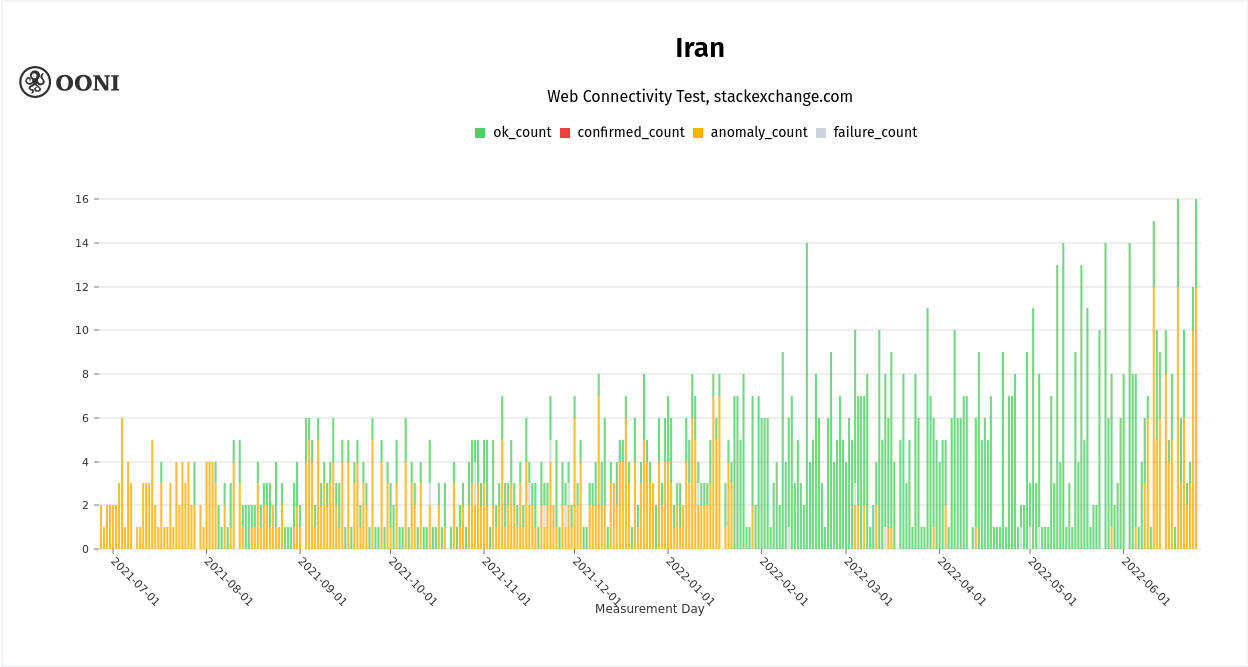 Iran
OONI
Web Connectivity Test, stackexchange.com
ok_count confirmed_count anomaly_count failure_count
16
14
12
10
8
6
4
2
0
2021-07-01 2021-08-01 2021-09-01 2021-10-01 2021-11-01 2021-12-01 2022-01-01 2022-02-01 2022-03-01 2022-04-01 2022-05-01 2022-06-01
Measurement Day